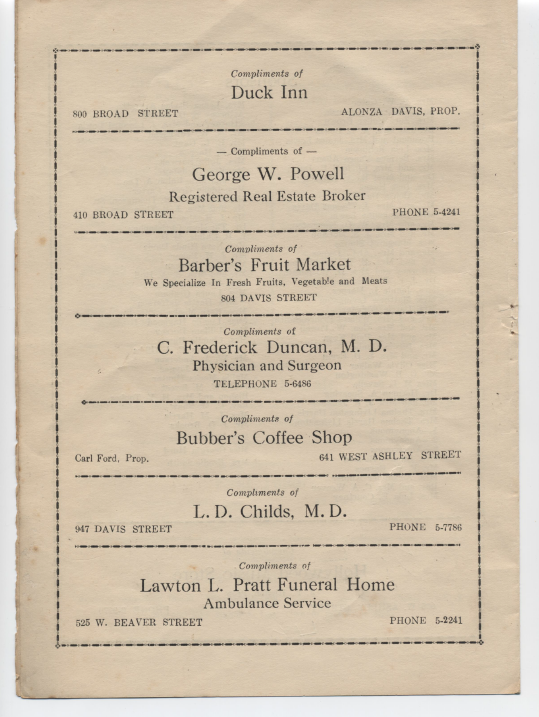 Compliments of
Duck Inn
800 BROAD STREET ALONZA DAVIS, PROP.
— Compliments of —
George W. Powell
Registered Real Estate Broker
410 BROAD STREET PHONE 5-4241
Compliments of
Barber's Fruit Market
We Specialize In Fresh Fruits, Vegetable and Meats
804 DAVIS STREET
Compliments of
C. Frederick Duncan, M. D.
Physician and Surgeon
TELEPHONE 5-6486
Compliments of
Bubber's Coffee Shop
Carl Ford, Prop. 641 WEST ASHLEY STREET
Compliments of
L. D. Childs, M. D.
947 DAVIS STREET PHONE 5-7786
Compliments of
Lawton L. Pratt Funeral Home
Ambulance Service
525 W. BEAVER STREET PHONE 5-2241